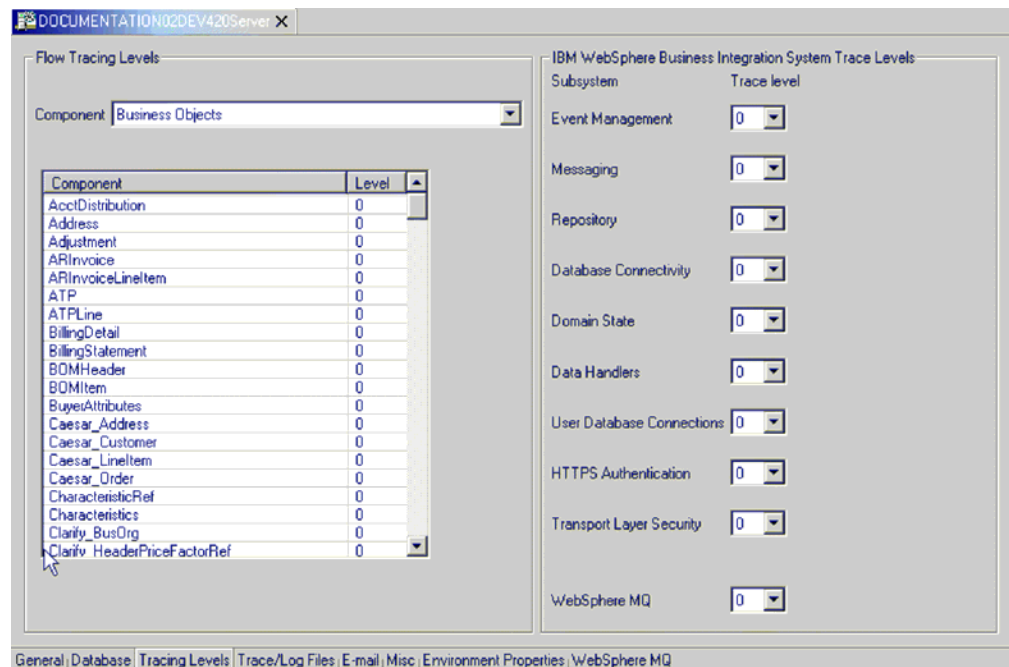 DOCUMENTATION02DEV420Server
Flow Tracing Levels
Component Business Objects
Component Level
AcctDistribution 0
Address 0
Adjustment 0
ARInvoice 0
ARInvoiceLineItem 0
ATP 0
ATPLine 0
BillingDetail 0
BillingStatement 0
BOMHeader 0
BOMItem 0
BuyerAttributes 0
Caesar_Address 0
Caesar_Customer 0
Caesar_LineItem 0
Caesar_Order 0
CharacteristicRef 0
Characteristics 0
Clarify_BusOrg 0
Clarify_HeaderPriceFactorRef 0
IBM WebSphere Business Integration System Trace Levels
Subsystem Trace level
Event Management 0
Messaging 0
Repository 0
Database Connectivity 0
Domain State 0
Data Handlers 0
User Database Connections 0
HTTPS Authentication 0
Transport Layer Security 0
WebSphere MQ 0
General Database Tracing Levels Trace/Log Files E-mail Misc Environment Properties WebSphere MQ